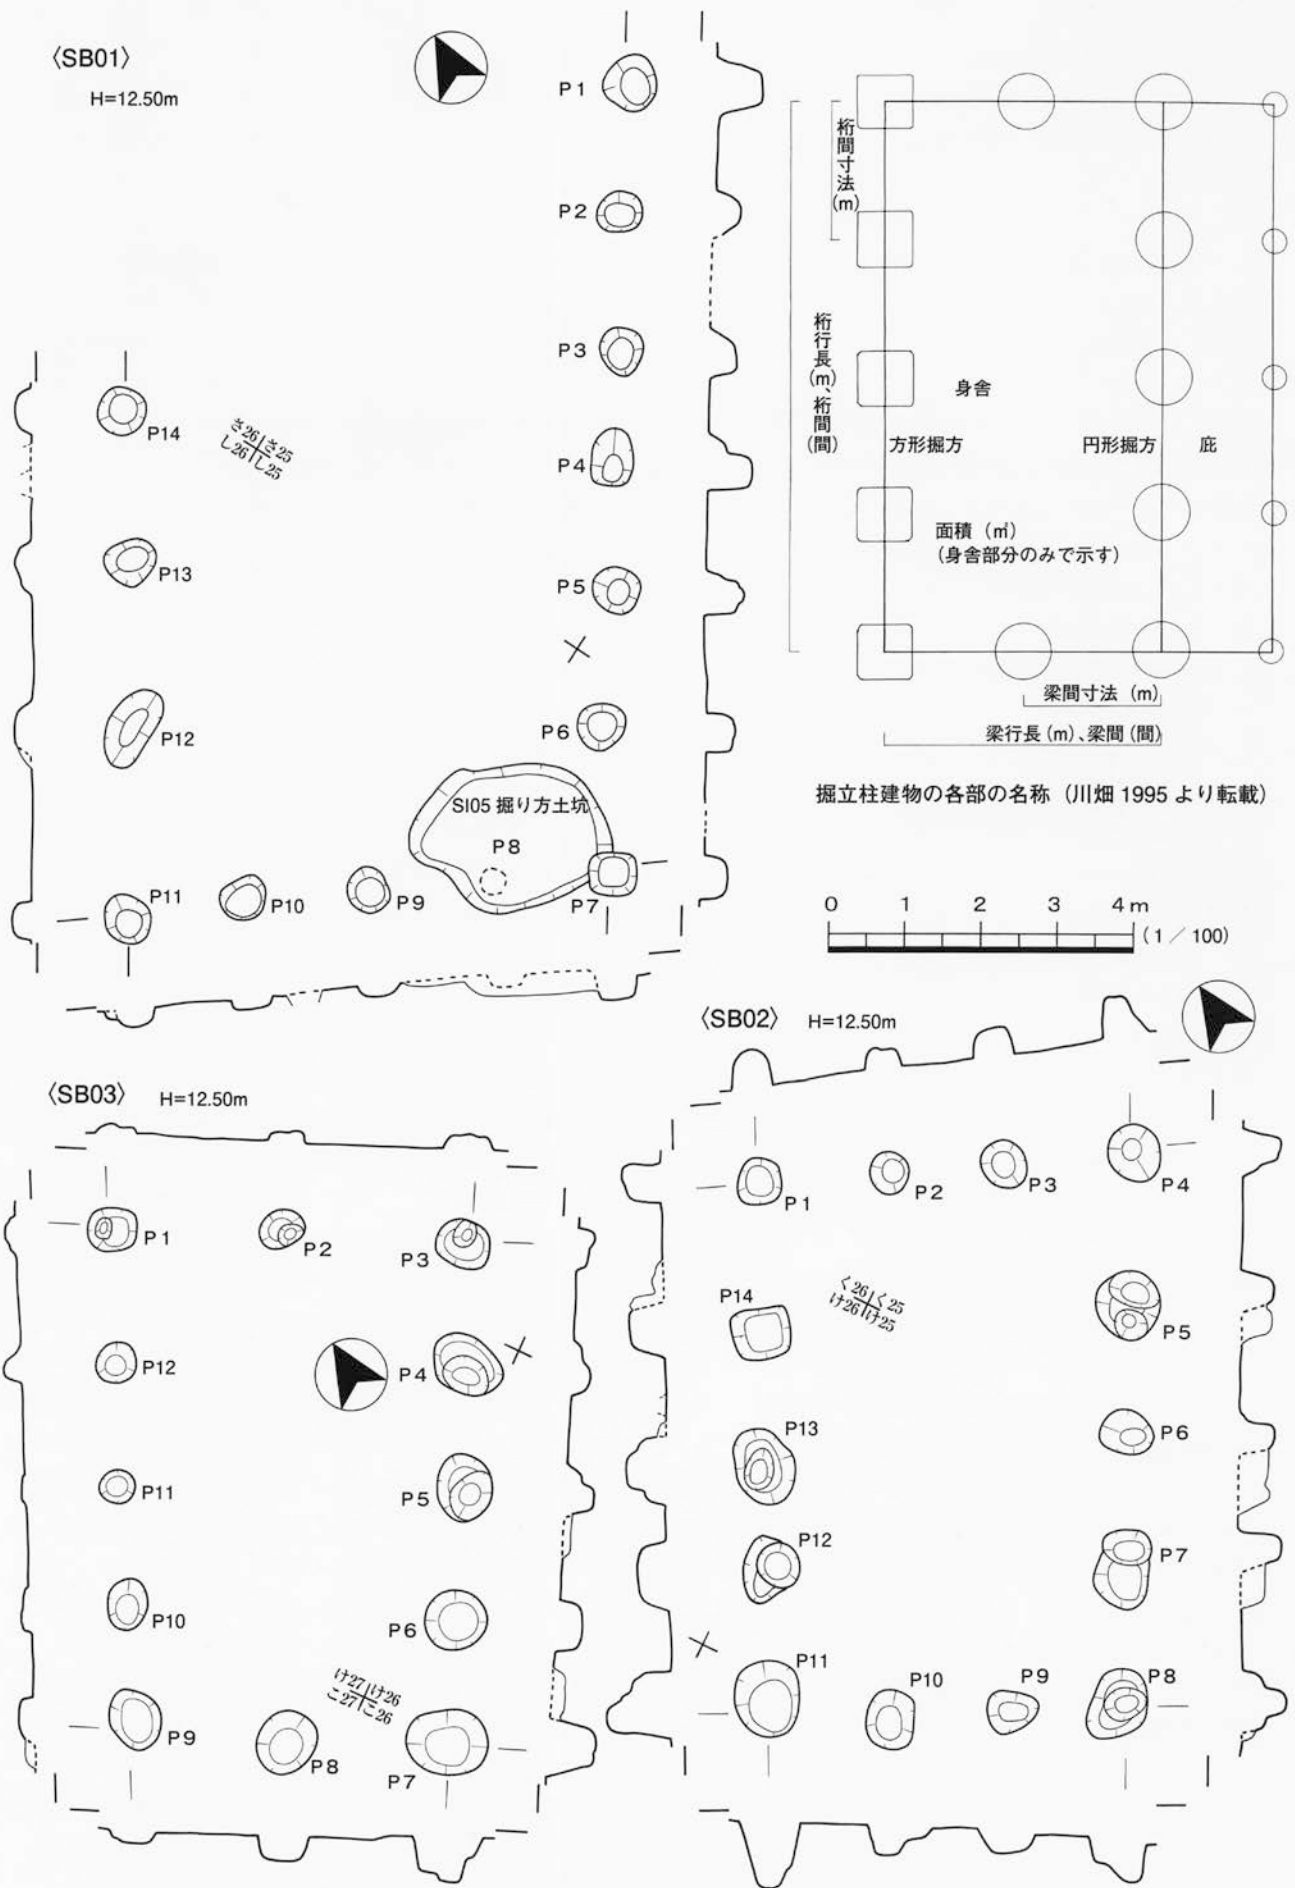 〈SB01〉
H=12.50m
P1
P2
P3
P4
P5
P6
P7
P8
SI05 掘り方土坑
P9
P10
P11
P12
P13
P14
さ26 さ25
し26 し25
桁間寸法(m)
桁行長(m)、桁間(間)
身舎
方形掘方
円形掘方
庇
面積（㎡）
(身舎部分のみで示す)
梁間寸法 (m)
梁行長 (m)、梁間 (間)
掘立柱建物の各部の名称（川畑 1995 より転載）
0 1 2 3 4m
(1／100)
〈SB02〉 H=12.50m
P1
P2
P3
P4
P5
P6
P7
P8
P9
P10
P11
P12
P13
P14
く26 く25
け26 け25
〈SB03〉 H=12.50m
P1
P2
P3
P4
P5
P6
P7
P8
P9
P10
P11
P12
け27 け26
こ27 こ26